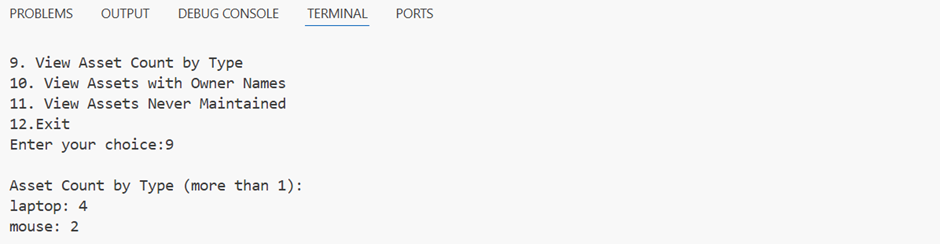 PROBLEMS OUTPUT DEBUG CONSOLE TERMINAL PORTS
9. View Asset Count by Type
10. View Assets with Owner Names
11. View Assets Never Maintained
12.Exit
Enter your choice:9
Asset Count by Type (more than 1):
laptop: 4
mouse: 2